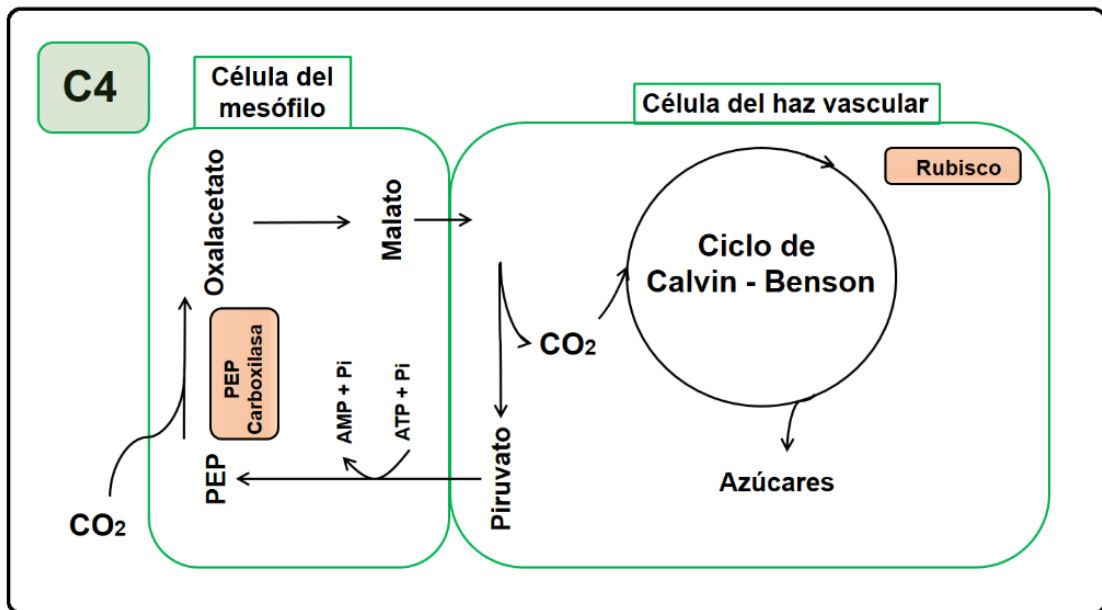 C4
Célula del
mesófilo
Célula del haz vascular
Rubisco
Oxalacetato
Malato
Ciclo de
Calvin - Benson
CO2
PEP
Carboxilasa
AMP + Pi
ATP + Pi
PEP
Piruvato
Azúcares
CO2